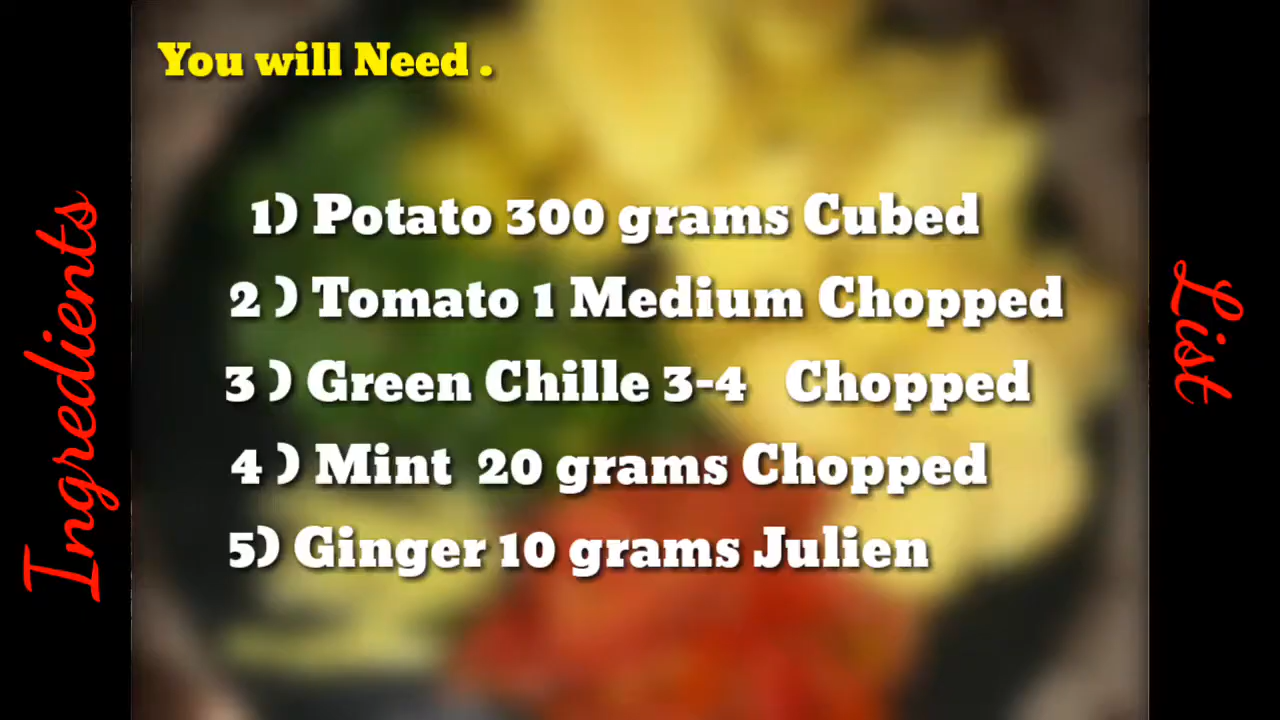 You will Need .
1) Potato 300 grams Cubed
2 ) Tomato 1 Medium Chopped
3 ) Green Chille 3-4 Chopped
4 ) Mint 20 grams Chopped
5) Ginger 10 grams Julien
Ingredients
List